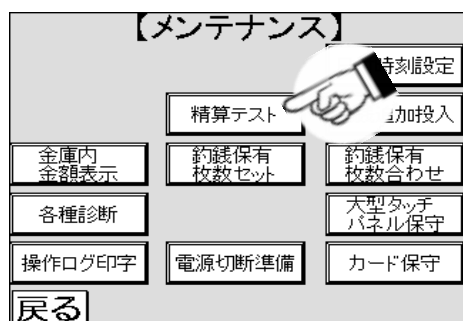 【メンテナンス】
時刻設定
精算テスト
追加投入
金庫内
金額表示
釣銭保有
枚数セット
釣銭保有
枚数合わせ
各種診断
大型タッチ
パネル保守
操作ログ印字
電源切断準備
カード保守
戻る